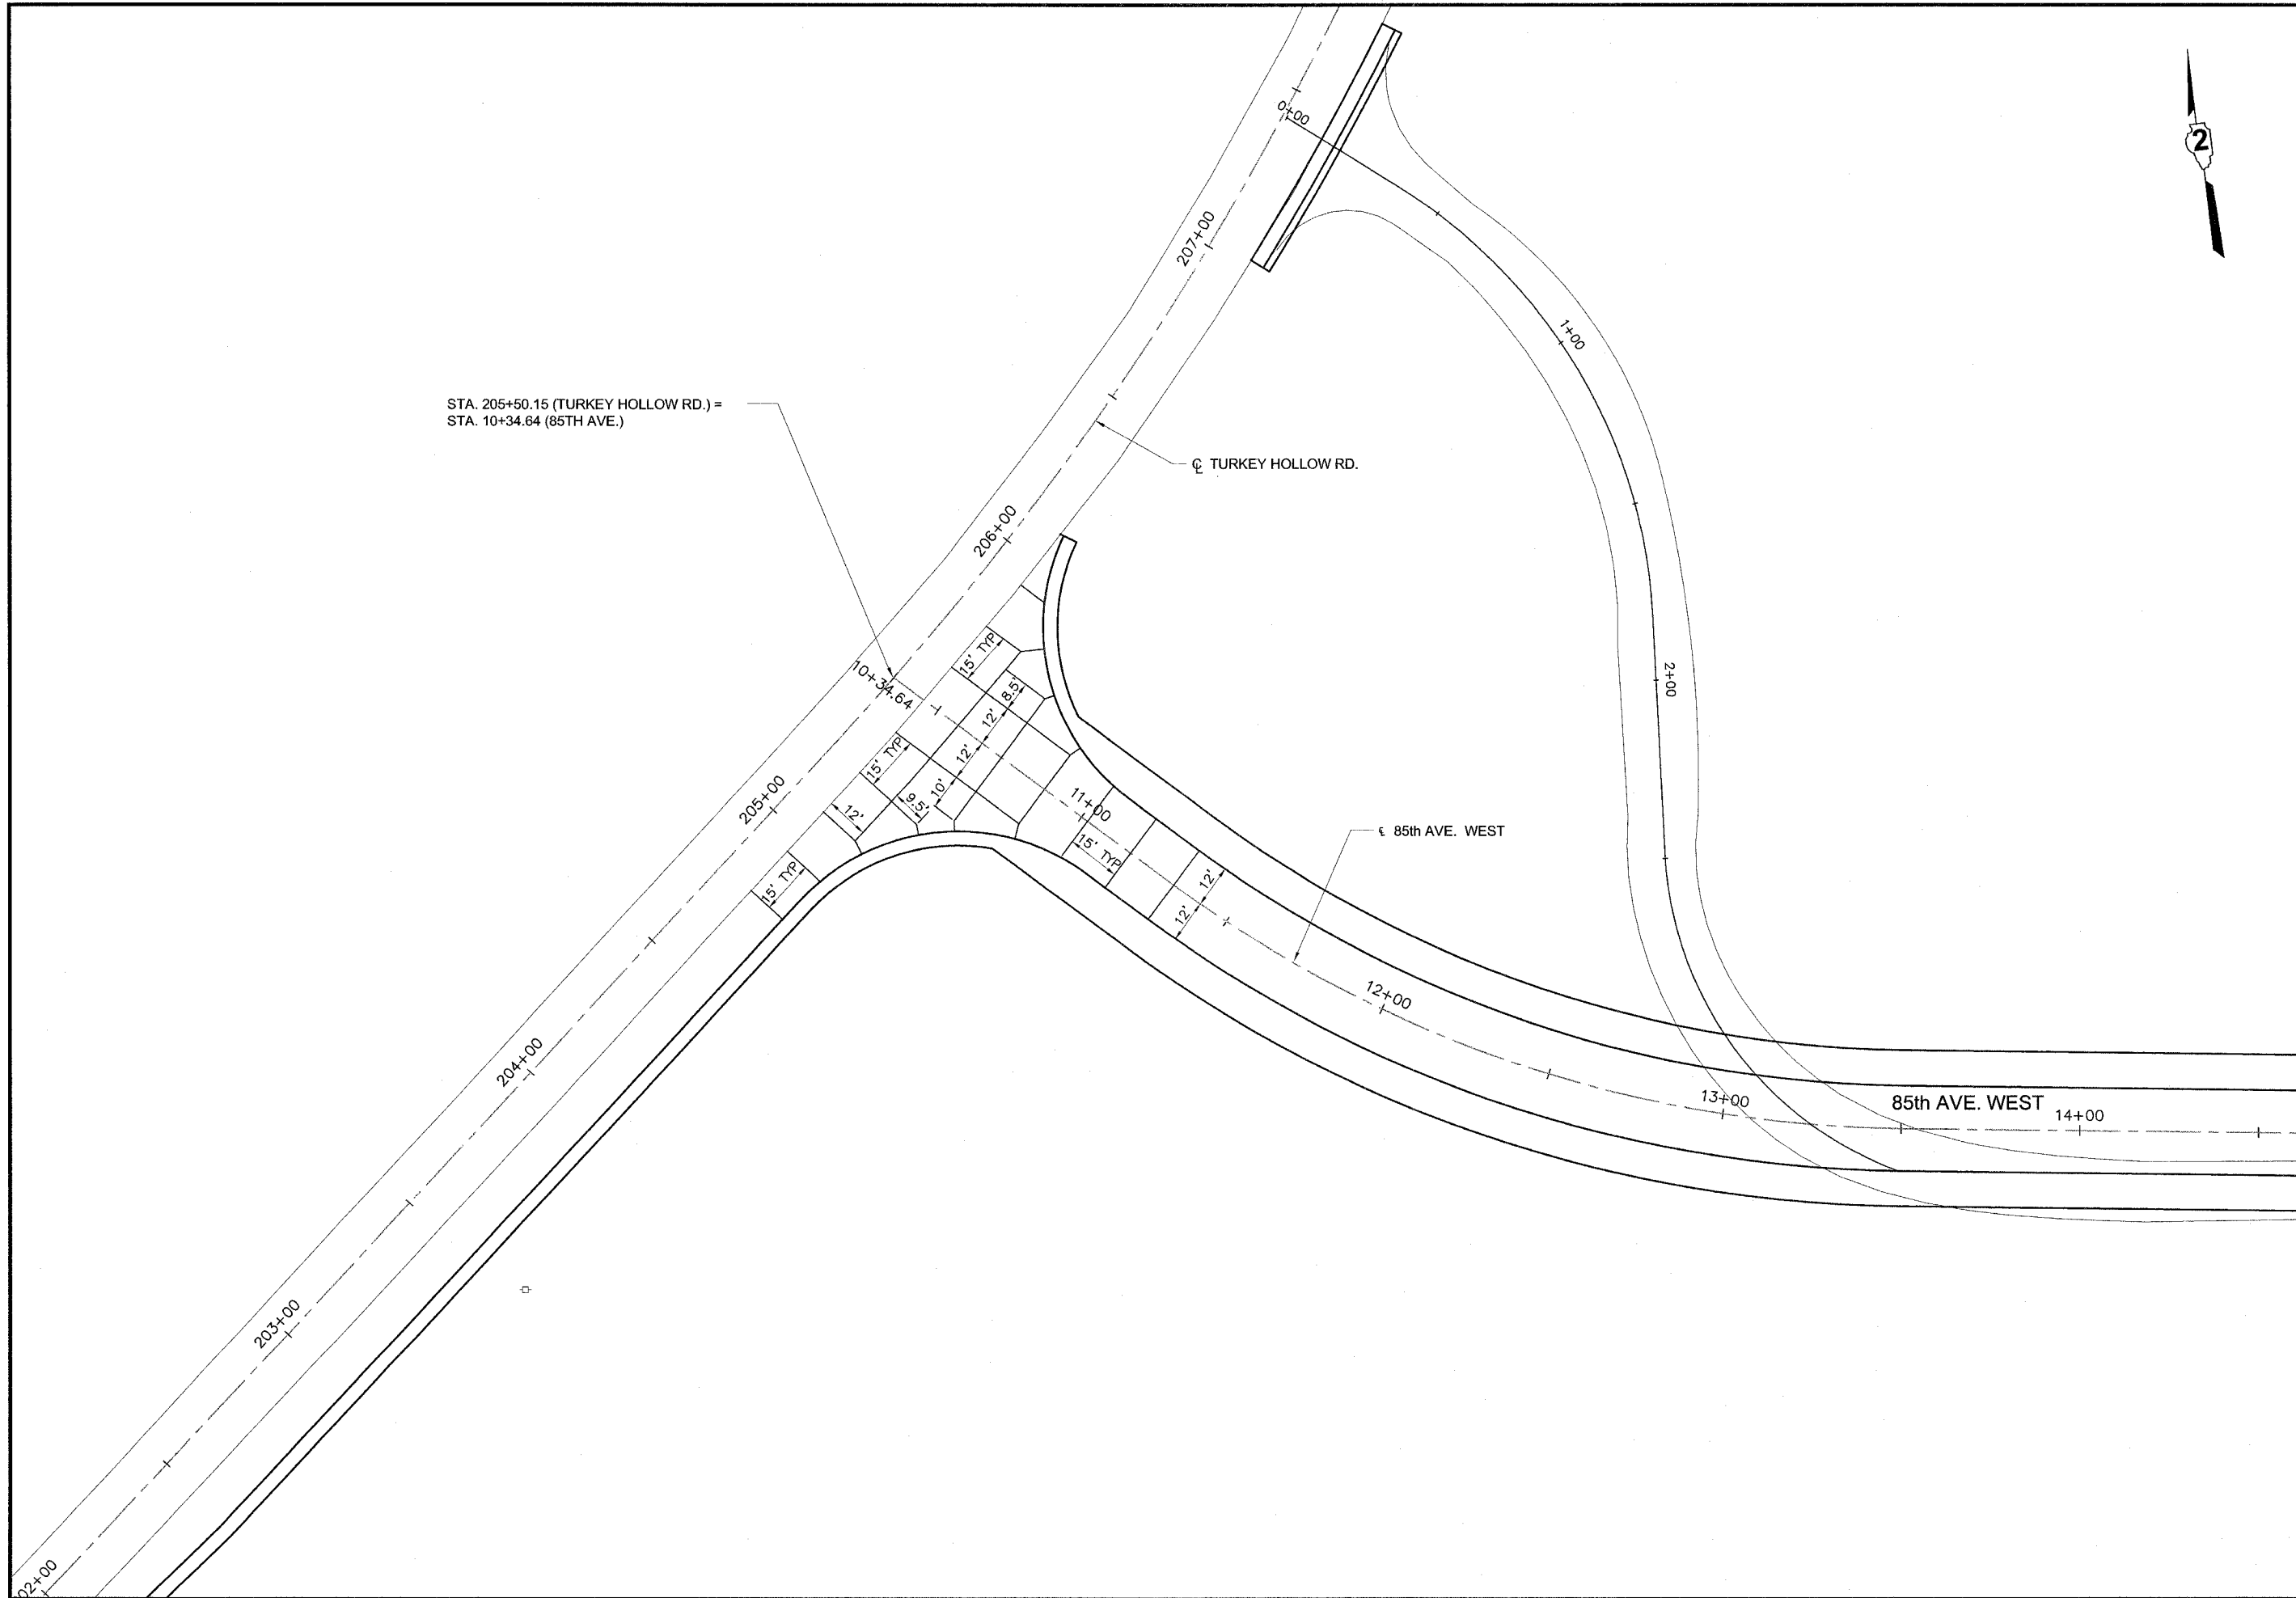 0+00
2
207+00
1+00
STA. 205+50.15 (TURKEY HOLLOW RD.) =
STA. 10+34.64 (85TH AVE.)
℄ TURKEY HOLLOW RD.
206+00
15' TYP
10+34.64
8.5'
2+00
12'
12'
15' TYP
10'
9.5'
12'
205+00
11+00
15' TYP
℄ 85th AVE. WEST
15' TYP
12'
12'
12+00
204+00
13+00
85th AVE. WEST
14+00
203+00
02+00